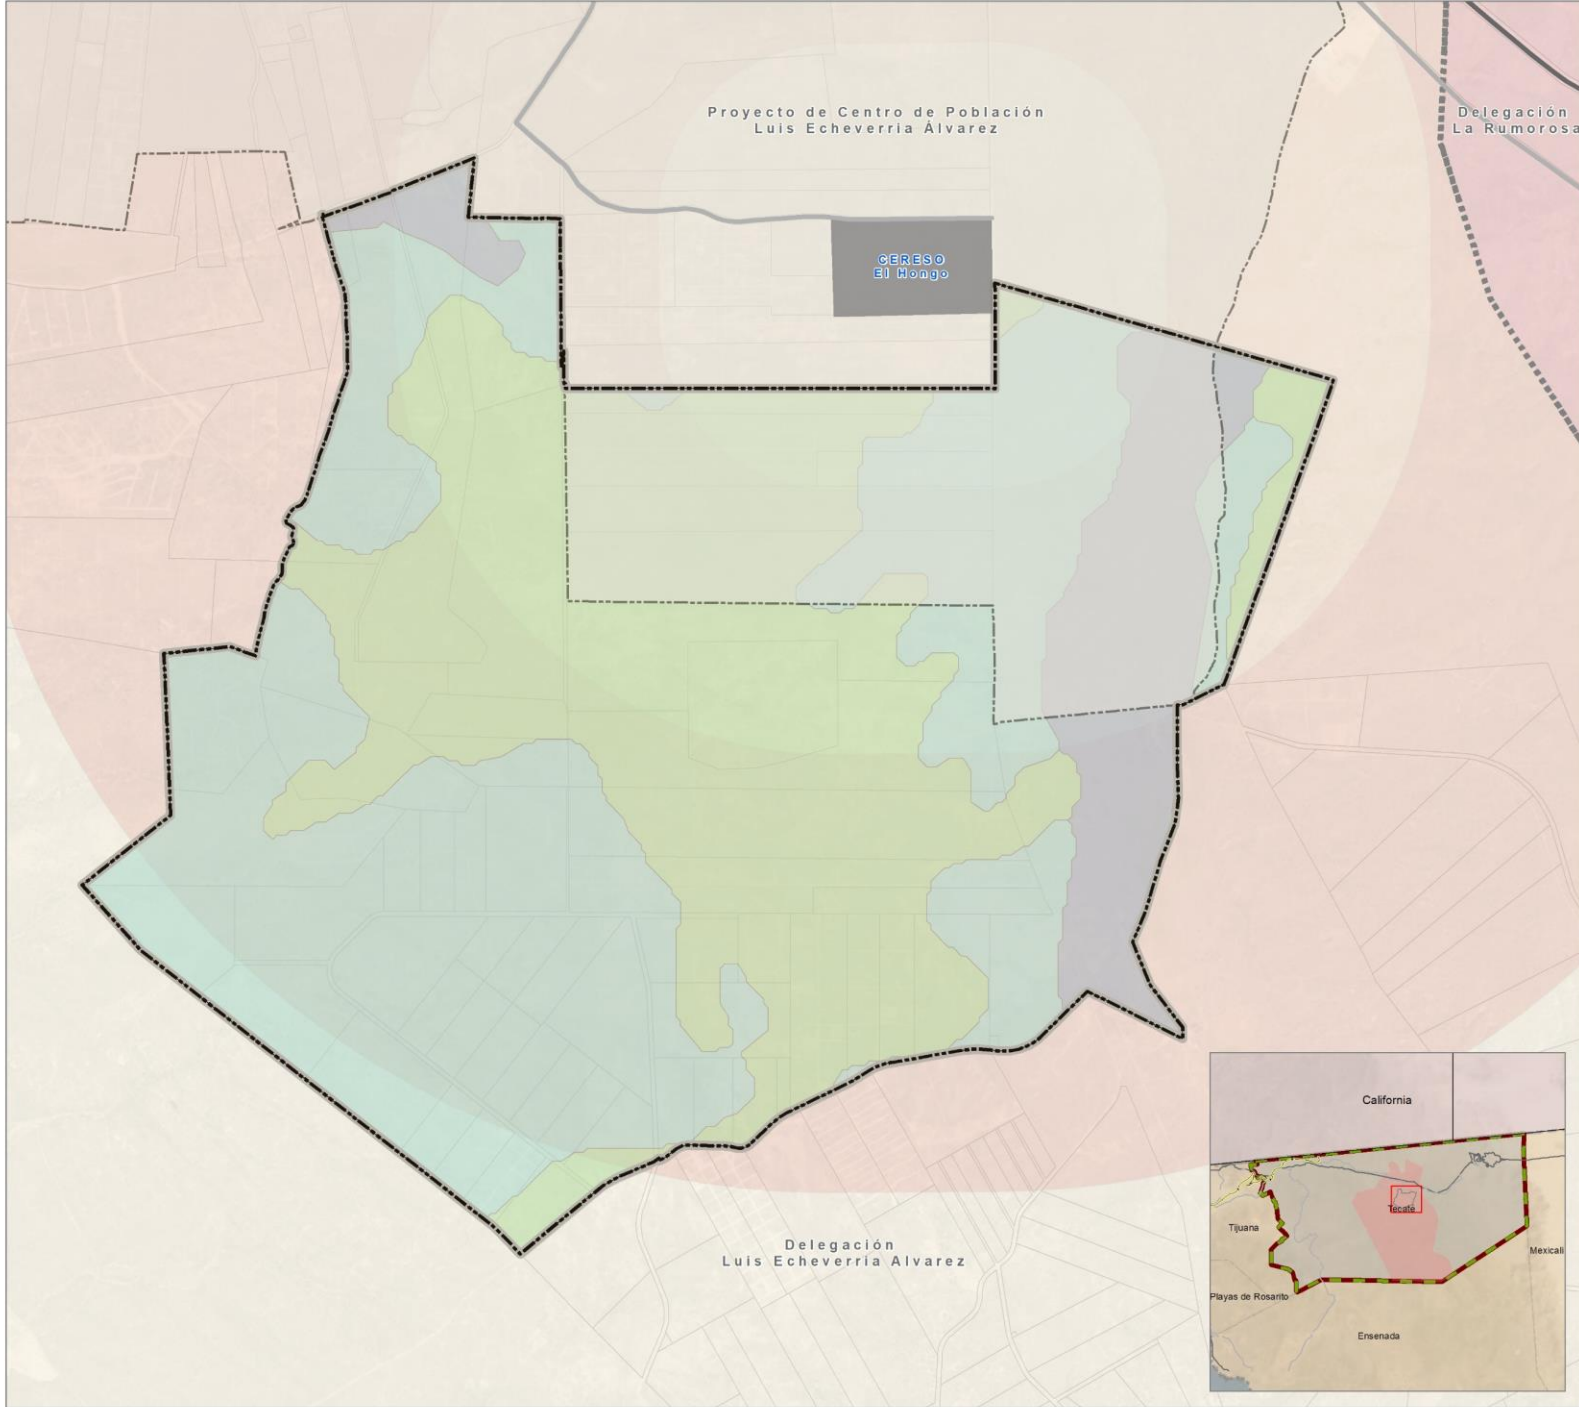 Proyecto de Centro de Población
Luis Echeverria Álvarez
Delegación
La Rumorosa
CERESO
El Hongo
Delegación
Luis Echeverria Alvarez
California
Tijuana
Tecate
Mexicali
Playas de Rosarito
Ensenada